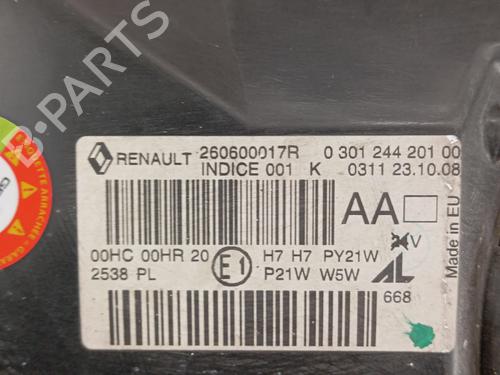 RENAULT 260600017R 0 301 244 201 00
INDICE 001 K 0311 23.10.08
AA
Made in EU
00HC 00HR 20 E1 H7 H7 PY21W
2538 PL P21W W5W
AL
668
B-PARTS